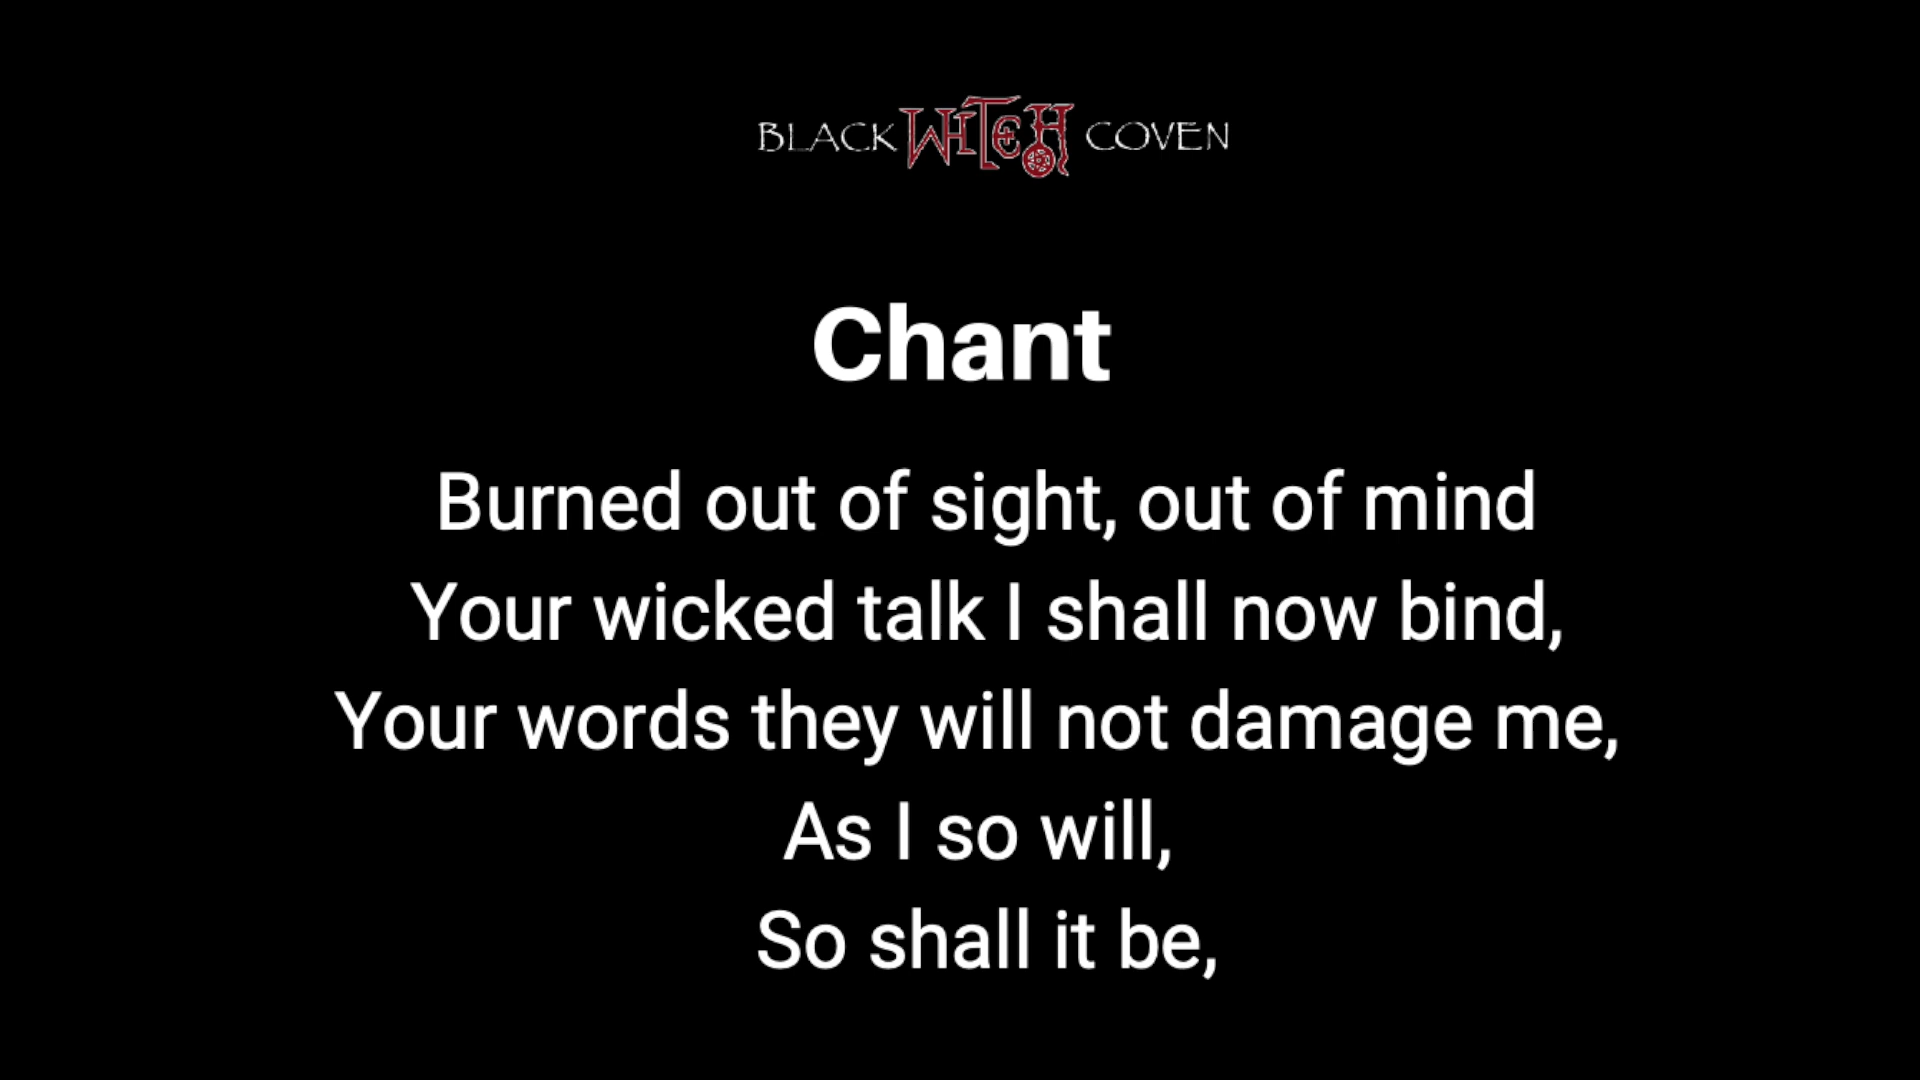 BLACK WITCH COVEN
Chant
Burned out of sight, out of mind
Your wicked talk I shall now bind,
Your words they will not damage me,
As I so will,
So shall it be,